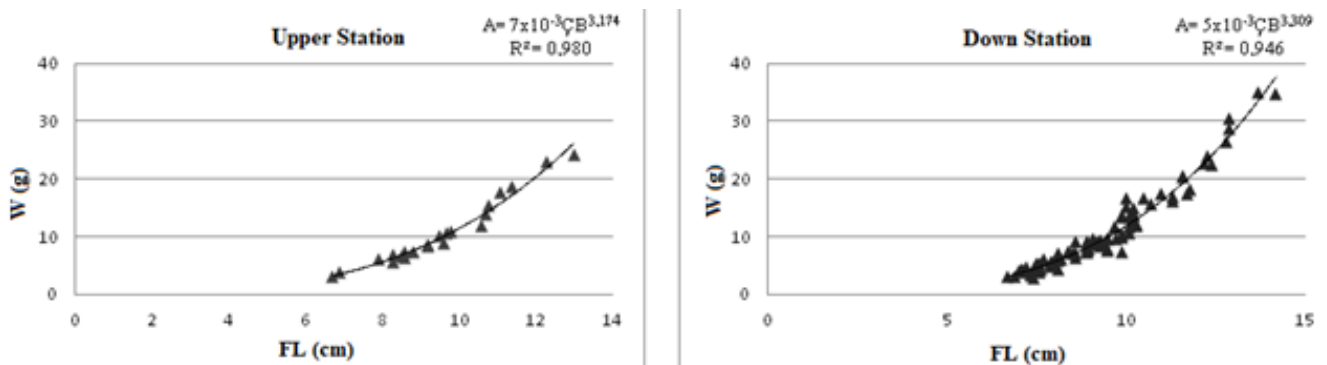 Upper Station
A= 7x10⁻³ÇB³,¹⁷⁴
R²= 0,980
40
30
20
10
0
W (g)
0 2 4 6 8 10 12 14
FL (cm)
Down Station
A= 5x10⁻³ÇB³,³⁰⁹
R²= 0,946
40
30
20
10
0
W (g)
0 5 10 15
FL (cm)